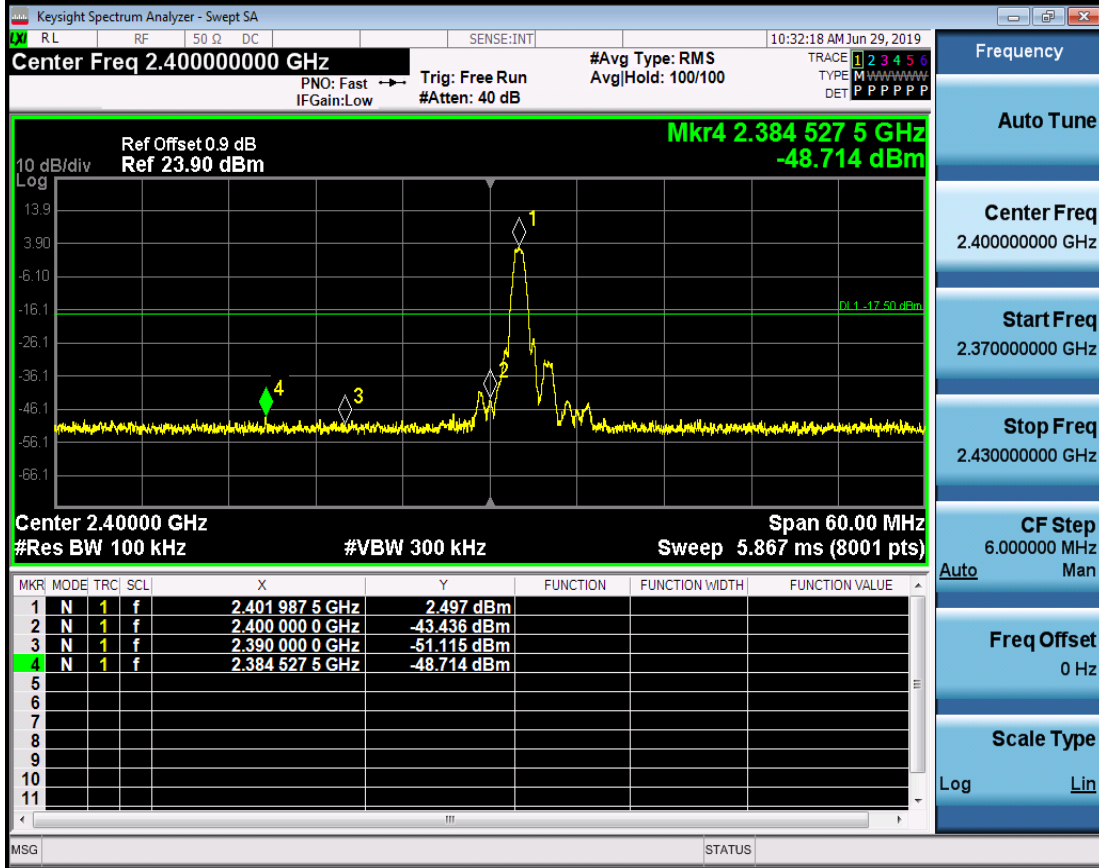 Keysight Spectrum Analyzer - Swept SA
LXI RL RF 50 Ω DC SENSE:INT 10:32:18 AM Jun 29, 2019
Center Freq 2.400000000 GHz
PNO: Fast
IFGain:Low
Trig: Free Run
#Atten: 40 dB
#Avg Type: RMS
Avg|Hold: 100/100
TRACE 1 2 3 4 5 6
TYPE M W W W W W
DET P P P P P P
Mkr4 2.384 527 5 GHz
-48.714 dBm
Ref Offset 0.9 dB
10 dB/div Ref 23.90 dBm
Log
13.9
3.90
-6.10
-16.1
-26.1
-36.1
-46.1
-56.1
-66.1
1
DL1 -17.50 dBm
2
4
3
Center 2.40000 GHz Span 60.00 MHz
#Res BW 100 kHz #VBW 300 kHz Sweep 5.867 ms (8001 pts)
MKR MODE TRC SCL X Y FUNCTION FUNCTION WIDTH FUNCTION VALUE
1 N 1 f 2.401 987 5 GHz 2.497 dBm
2 N 1 f 2.400 000 0 GHz -43.436 dBm
3 N 1 f 2.390 000 0 GHz -51.115 dBm
4 N 1 f 2.384 527 5 GHz -48.714 dBm
5
6
7
8
9
10
11
MSG STATUS
Frequency
Auto Tune
Center Freq
2.400000000 GHz
Start Freq
2.370000000 GHz
Stop Freq
2.430000000 GHz
CF Step
6.000000 MHz
Auto Man
Freq Offset
0 Hz
Scale Type
Log Lin